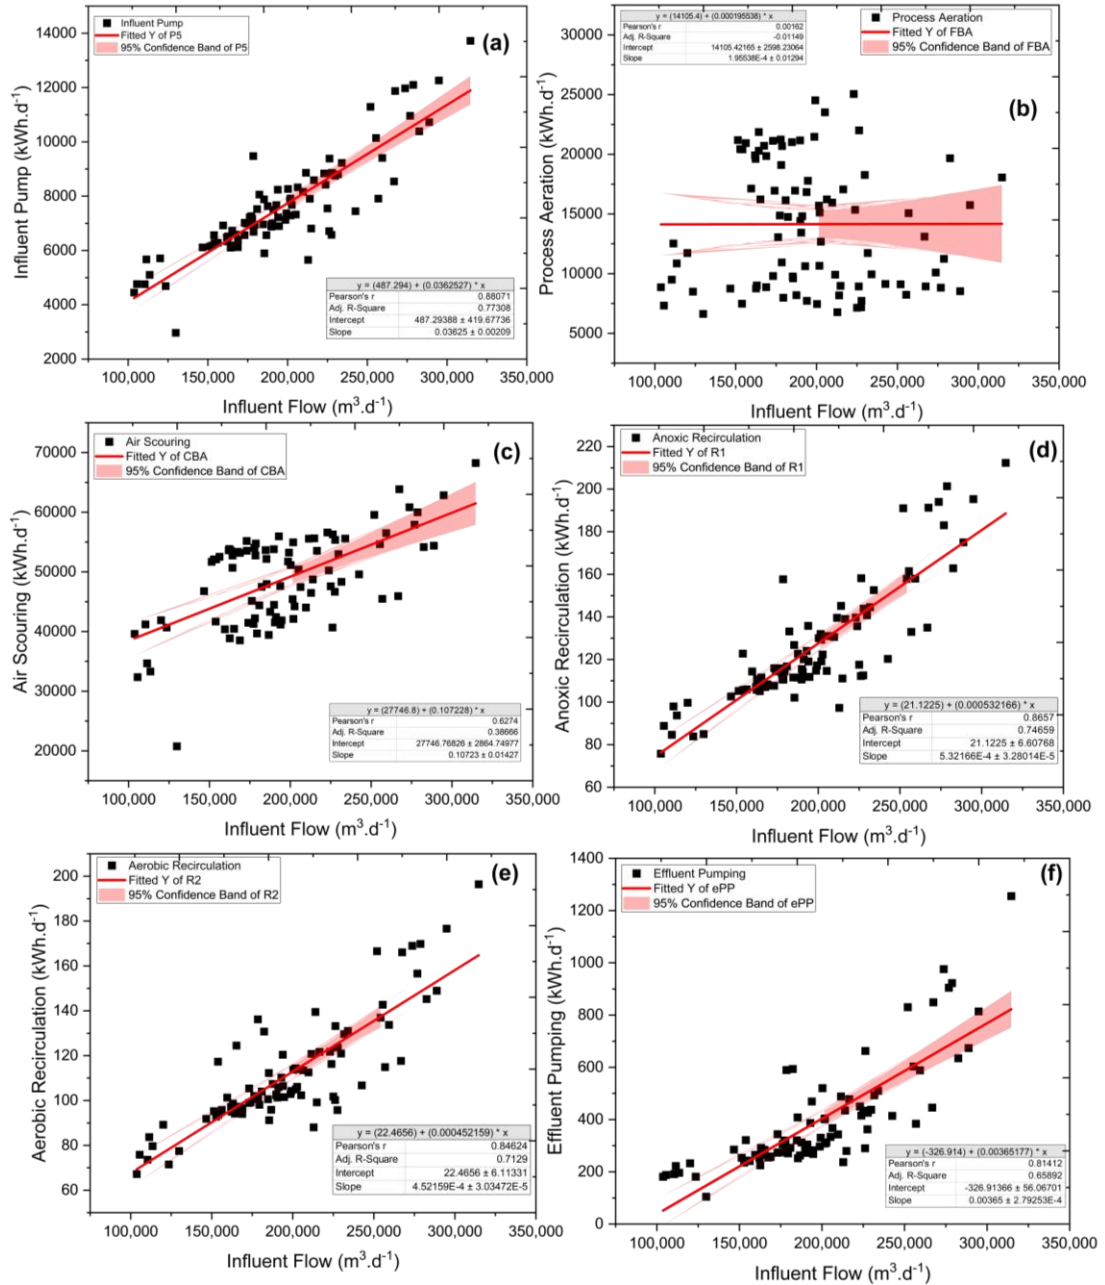 Influent Pump
Fitted Y of P5
95% Confidence Band of P5
(a)
14000
12000
10000
8000
6000
4000
2000
Influent Pump (kWh.d⁻¹)
y = (487.294) + (0.0362527) * x
Pearson's r 0.88071
Adj. R-Square 0.77308
Intercept 487.29388 ± 419.67736
Slope 0.03625 ± 0.00209
100,000 150,000 200,000 250,000 300,000 350,000
Influent Flow (m³.d⁻¹)
y = (14105.4) + (0.000195538) * x
Pearson's r 0.00162
Adj. R-Square -0.01149
Intercept 14105.42165 ± 2598.23064
Slope 1.95538E-4 ± 0.01294
Process Aeration
Fitted Y of FBA
95% Confidence Band of FBA
(b)
30000
25000
20000
15000
10000
5000
Process Aeration (kWh.d⁻¹)
100,000 150,000 200,000 250,000 300,000 350,000
Influent Flow (m³.d⁻¹)
Air Scouring
Fitted Y of CBA
95% Confidence Band of CBA
(c)
70000
60000
50000
40000
30000
20000
Air Scouring (kWh.d⁻¹)
y = (27746.8) + (0.107228) * x
Pearson's r 0.6274
Adj. R-Square 0.38666
Intercept 27746.76826 ± 2864.74977
Slope 0.10723 ± 0.01427
100,000 150,000 200,000 250,000 300,000 350,000
Influent Flow (m³.d⁻¹)
Anoxic Recirculation
Fitted Y of R1
95% Confidence Band of R1
(d)
220
200
180
160
140
120
100
80
60
Anoxic Recirculation (kWh.d⁻¹)
y = (21.1225) + (0.000532166) * x
Pearson's r 0.8657
Adj. R-Square 0.74659
Intercept 21.1225 ± 6.60768
Slope 5.32166E-4 ± 3.28014E-5
100,000 150,000 200,000 250,000 300,000 350,000
Influent Flow (m³.d⁻¹)
Aerobic Recirculation
Fitted Y of R2
95% Confidence Band of R2
(e)
200
180
160
140
120
100
80
60
Aerobic Recirculation (kWh.d⁻¹)
y = (22.4656) + (0.000452159) * x
Pearson's r 0.84624
Adj. R-Square 0.7129
Intercept 22.4656 ± 6.11331
Slope 4.52159E-4 ± 3.03472E-5
100,000 150,000 200,000 250,000 300,000 350,000
Influent Flow (m³.d⁻¹)
Effluent Pumping
Fitted Y of ePP
95% Confidence Band of ePP
(f)
1400
1200
1000
800
600
400
200
0
Effluent Pumping (kWh.d⁻¹)
y = (-326.914) + (0.00365177) * x
Pearson's r 0.81412
Adj. R-Square 0.65892
Intercept -326.91366 ± 56.06701
Slope 0.00365 ± 2.79253E-4
100,000 150,000 200,000 250,000 300,000 350,000
Influent Flow (m³.d⁻¹)